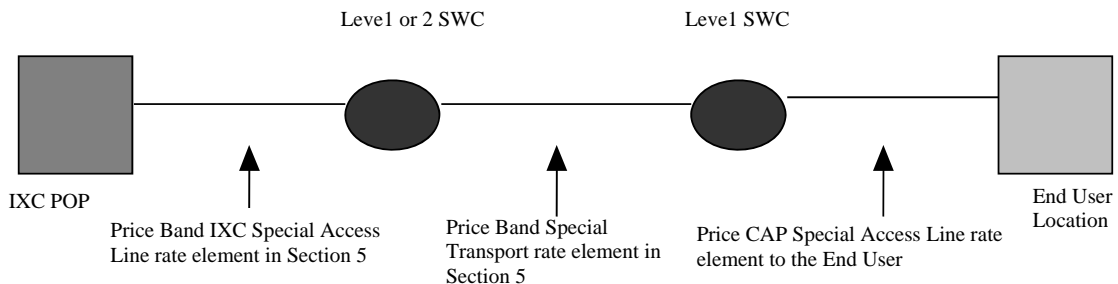 Leve1 or 2 SWC
Leve1 SWC
IXC POP
End User
Location
Price Band IXC Special Access
Line rate element in Section 5
Price Band Special
Transport rate element in
Section 5
Price CAP Special Access Line rate
element to the End User